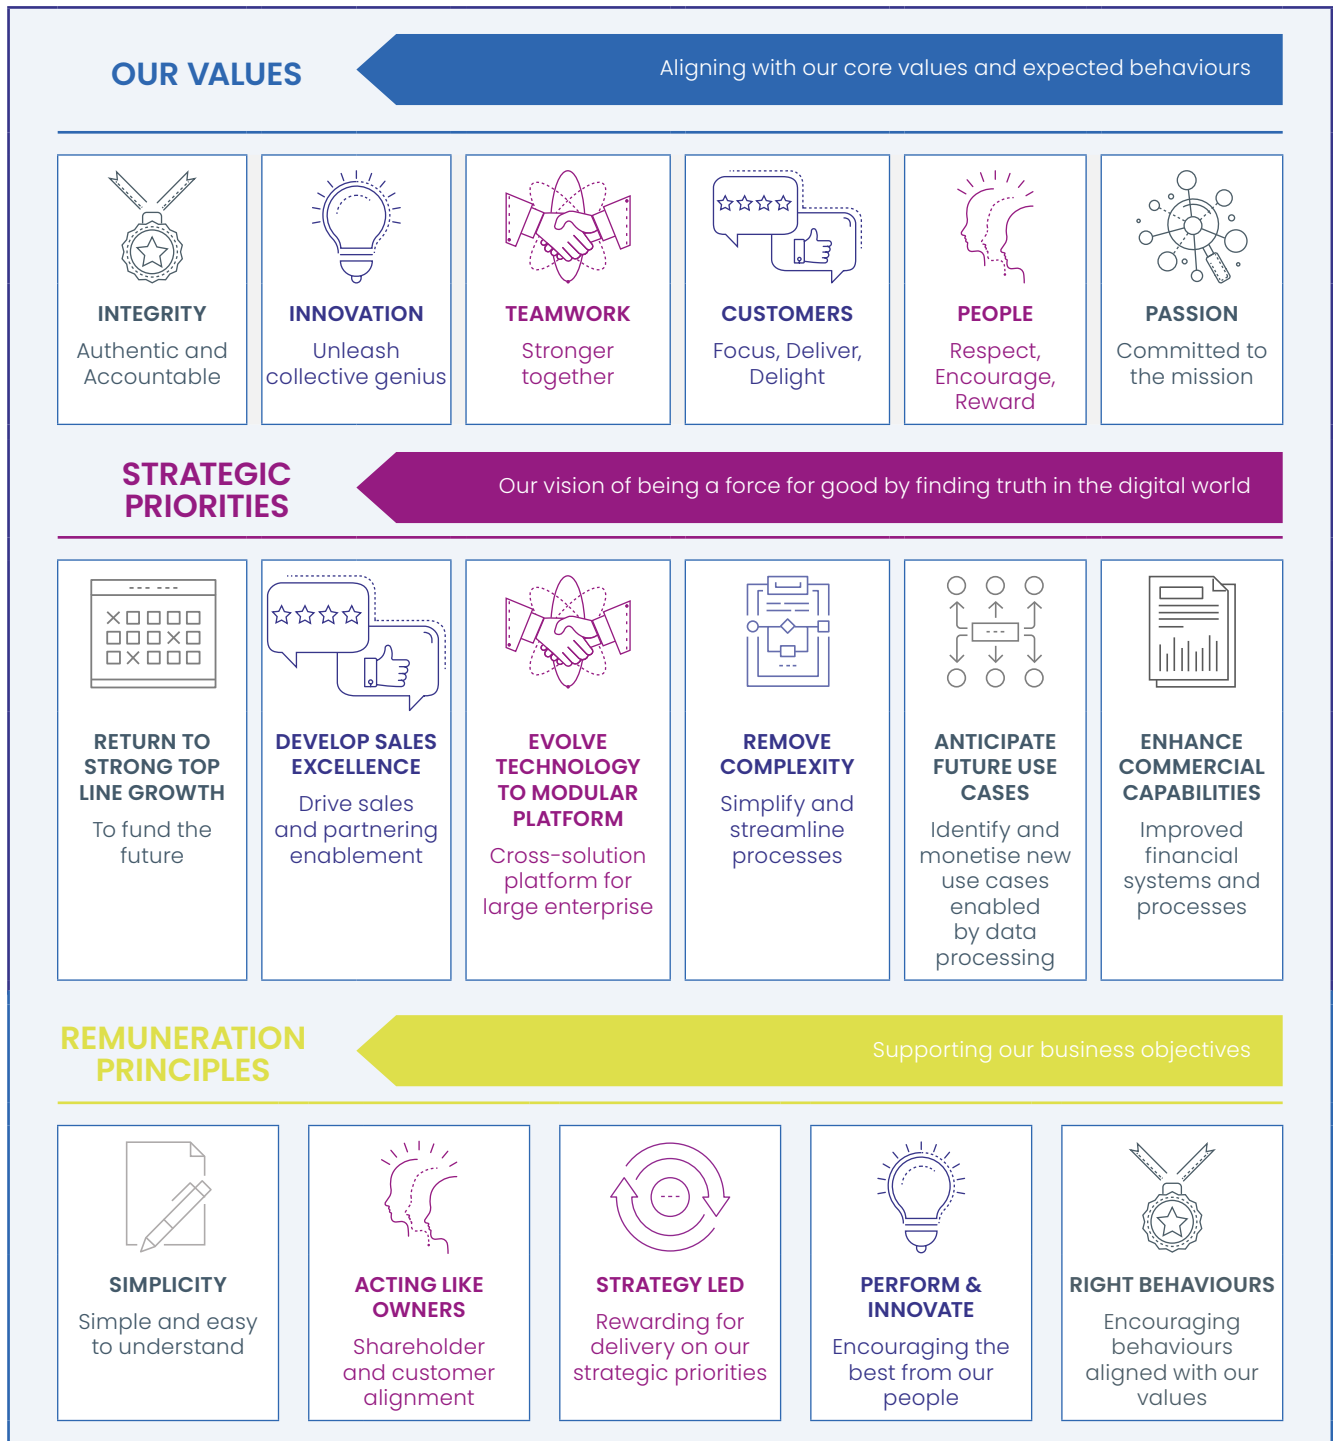 OUR VALUES
Aligning with our core values and expected behaviours
INTEGRITY
Authentic and
Accountable
INNOVATION
Unleash
collective genius
TEAMWORK
Stronger
together
CUSTOMERS
Focus, Deliver,
Delight
PEOPLE
Respect,
Encourage,
Reward
PASSION
Committed to
the mission
STRATEGIC
PRIORITIES
Our vision of being a force for good by finding truth in the digital world
RETURN TO
STRONG TOP
LINE GROWTH
To fund the
future
DEVELOP SALES
EXCELLENCE
Drive sales
and partnering
enablement
EVOLVE
TECHNOLOGY
TO MODULAR
PLATFORM
Cross-solution
platform for
large enterprise
REMOVE
COMPLEXITY
Simplify and
streamline
processes
ANTICIPATE
FUTURE USE
CASES
Identify and
monetise new
use cases
enabled
by data
processing
ENHANCE
COMMERCIAL
CAPABILITIES
Improved
financial
systems and
processes
REMUNERATION
PRINCIPLES
Supporting our business objectives
SIMPLICITY
Simple and easy
to understand
ACTING LIKE
OWNERS
Shareholder
and customer
alignment
STRATEGY LED
Rewarding for
delivery on our
strategic priorities
PERFORM &
INNOVATE
Encouraging the
best from our
people
RIGHT BEHAVIOURS
Encouraging
behaviours
aligned with our
values